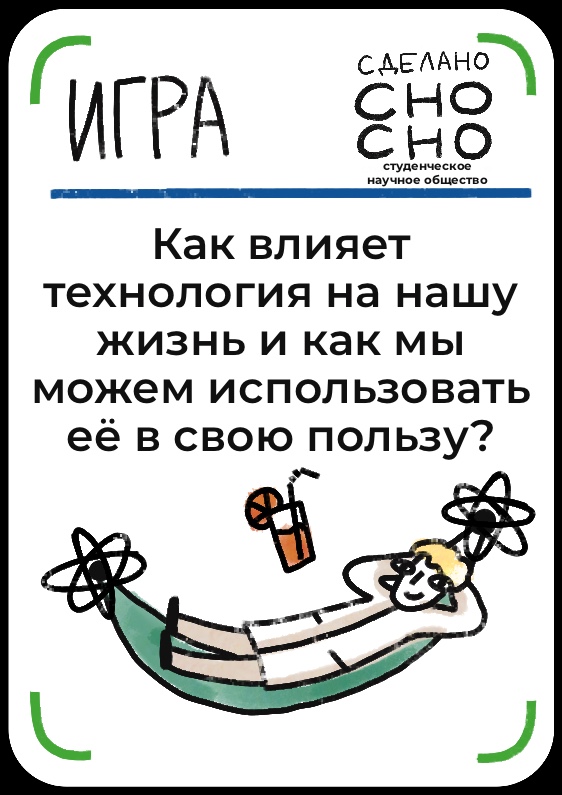 ИГРА
СДЕЛАНО
СНО
СНО
студенческое
научное общество
Как влияет
технология на нашу
жизнь и как мы
можем использовать
её в свою пользу?